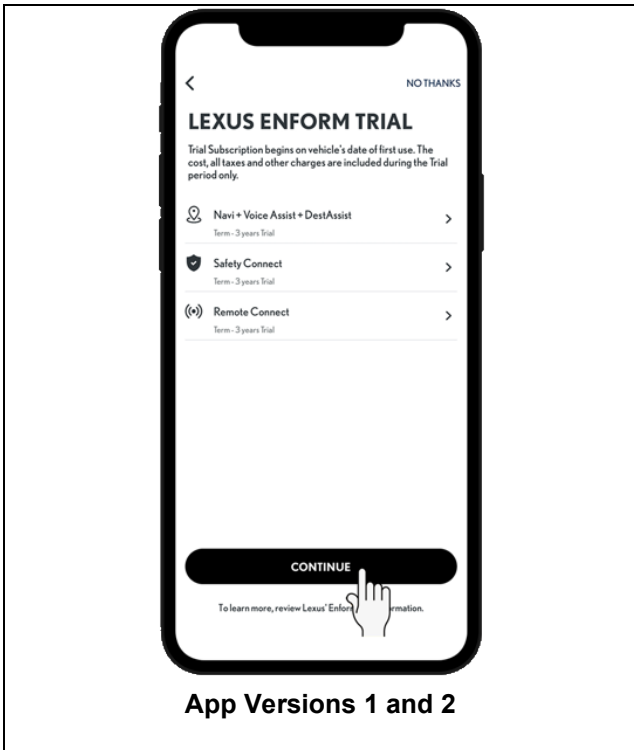 NO THANKS
LEXUS ENFORM TRIAL
Trial Subscription begins on vehicle's date of first use. The
cost, all taxes and other charges are included during the Trial
period only.
Navi + Voice Assist + DestAssist
Term - 3 years Trial
Safety Connect
Term - 3 years Trial
Remote Connect
Term - 3 years Trial
CONTINUE
To learn more, review Lexus'
App Versions 1 and 2